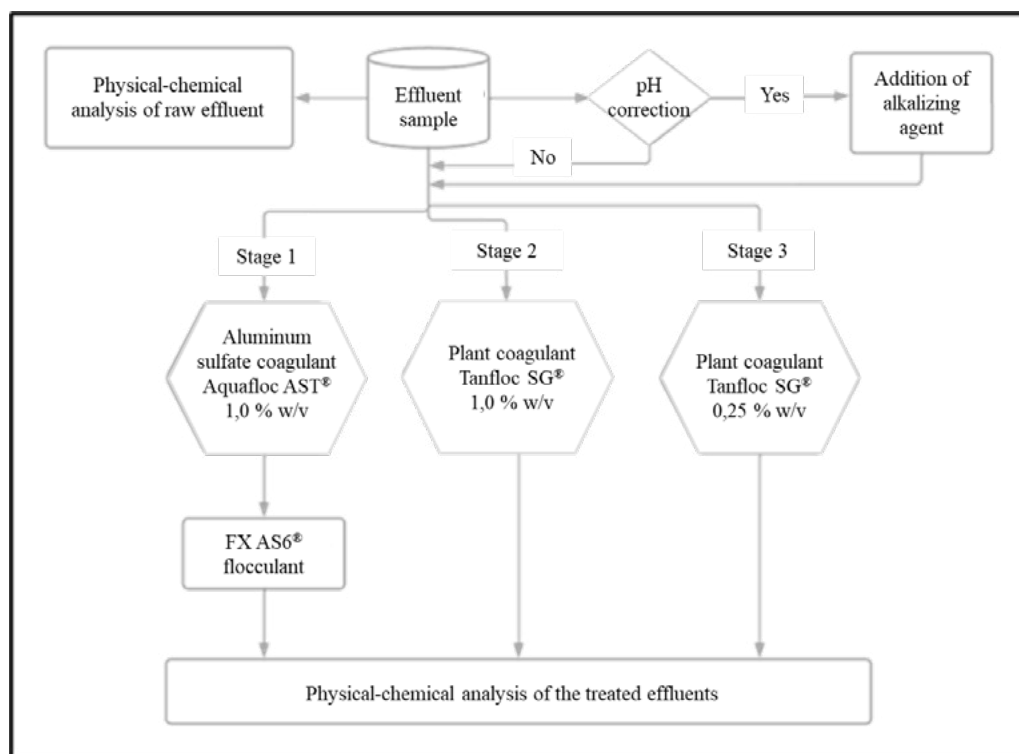 Physical-chemical
analysis of raw effluent
Effluent
sample
pH
correction
Yes
Addition of
alkalizing
agent
No
Stage 1
Stage 2
Stage 3
Aluminum
sulfate coagulant
Aquafloc AST®
1,0 % w/v
Plant coagulant
Tanfloc SG®
1,0 % w/v
Plant coagulant
Tanfloc SG®
0,25 % w/v
FX AS6®
flocculant
Physical-chemical analysis of the treated effluents